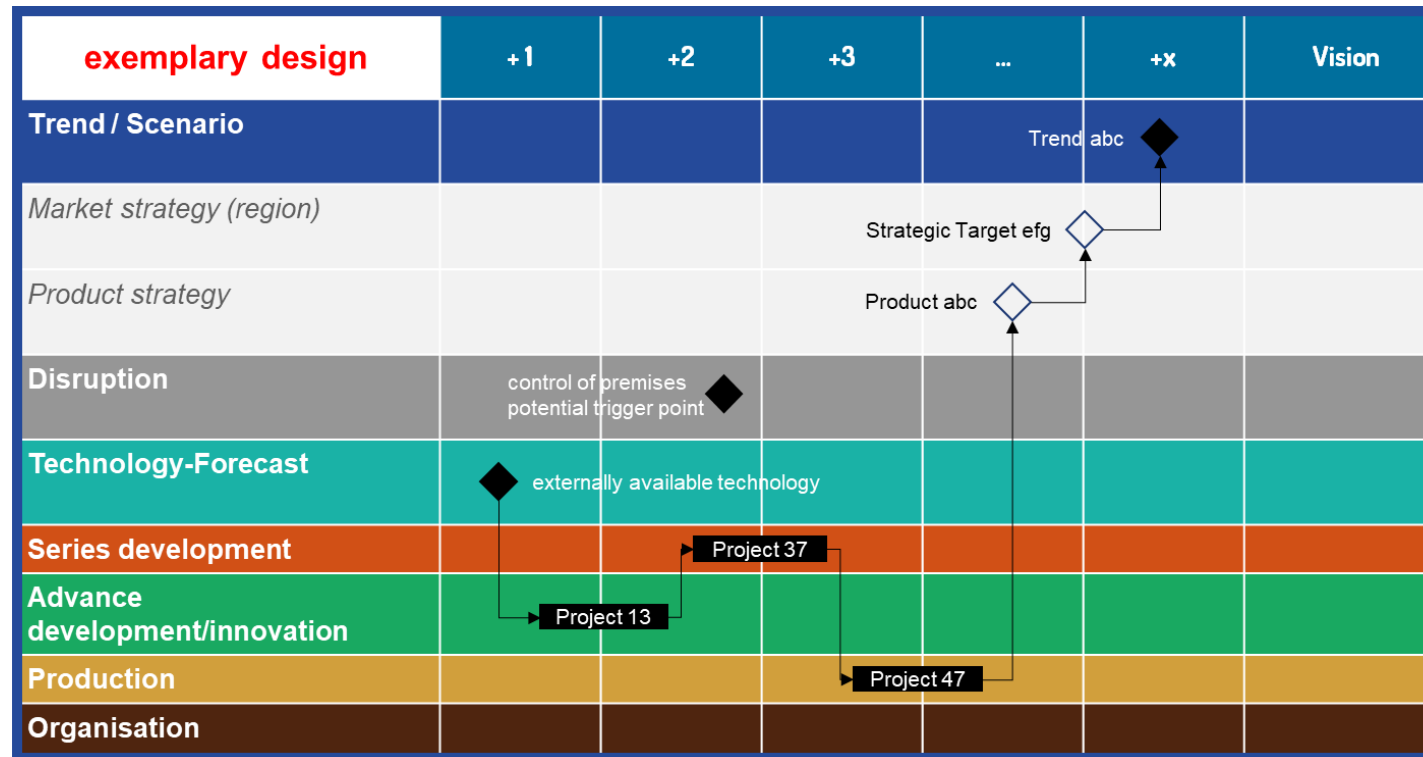 exemplary design
+1
+2
+3
...
+x
Vision
Trend / Scenario
Trend abc
Market strategy (region)
Strategic Target efg
Product strategy
Product abc
Disruption
control of premises
potential trigger point
Technology-Forecast
externally available technology
Series development
Project 37
Advance
development/innovation
Project 13
Production
Project 47
Organisation